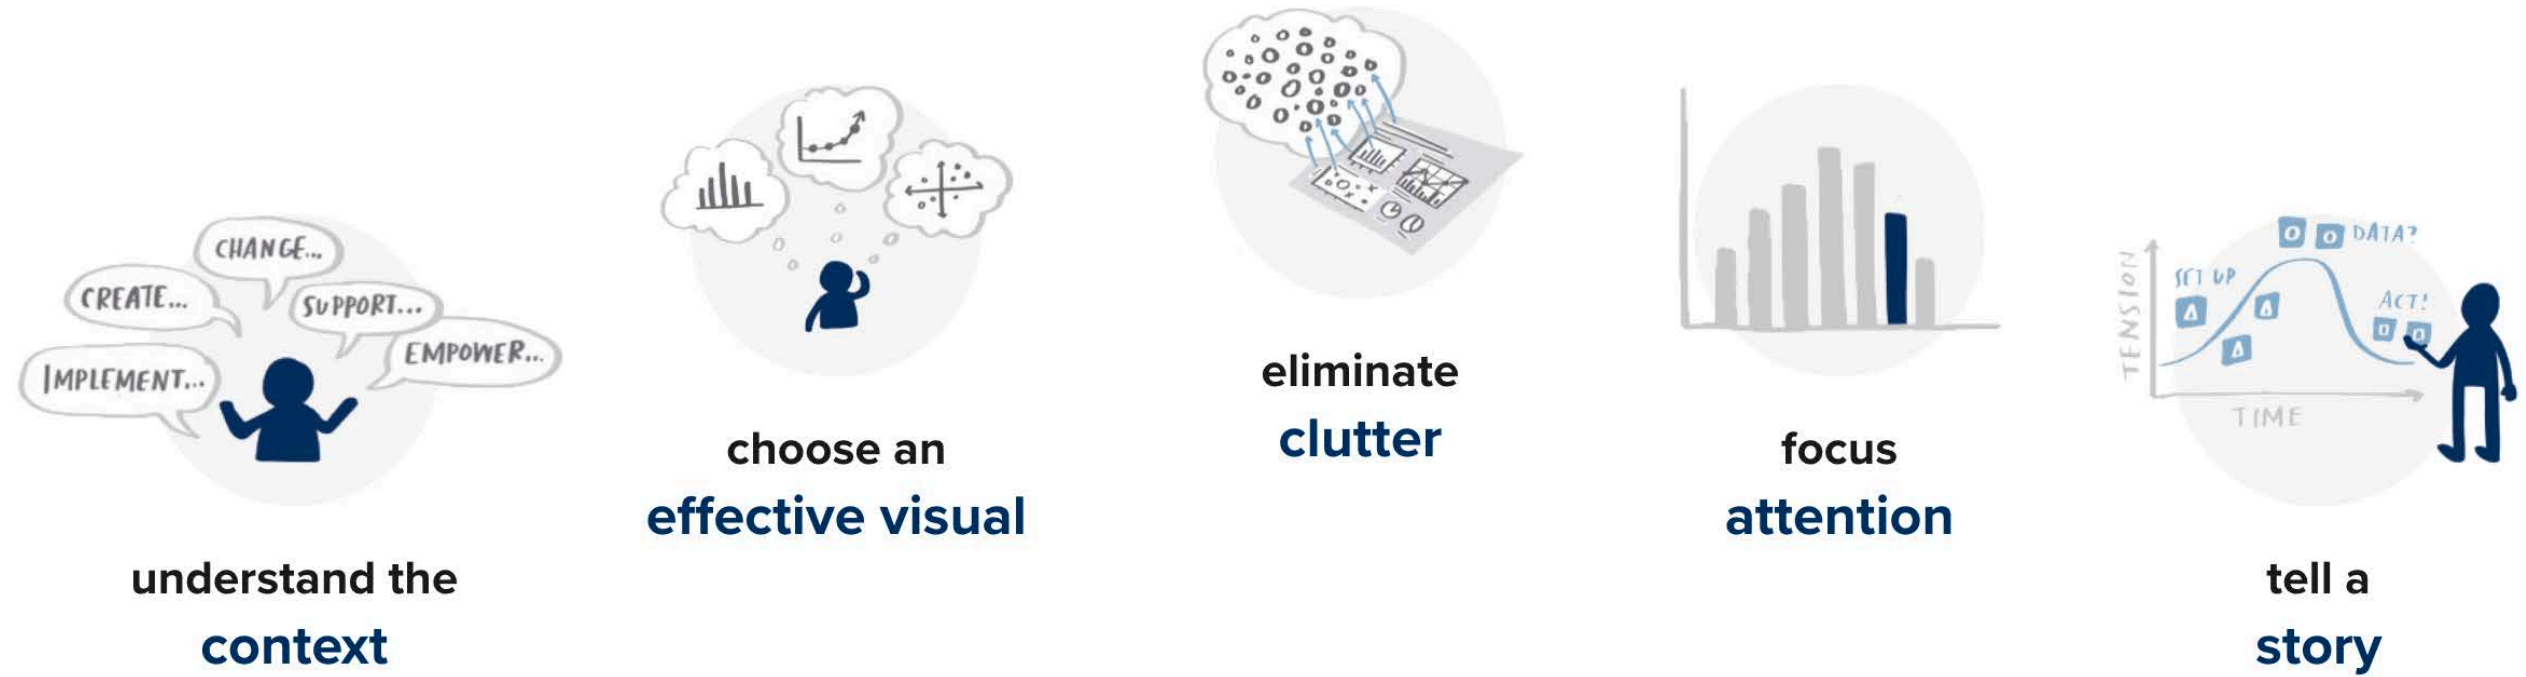 CHANGE...
CREATE...
SUPPORT...
EMPOWER...
IMPLEMENT...
understand the
context
choose an
effective visual
eliminate
clutter
focus
attention
TENSION
SET UP
DATA?
ACT!
TIME
tell a
story